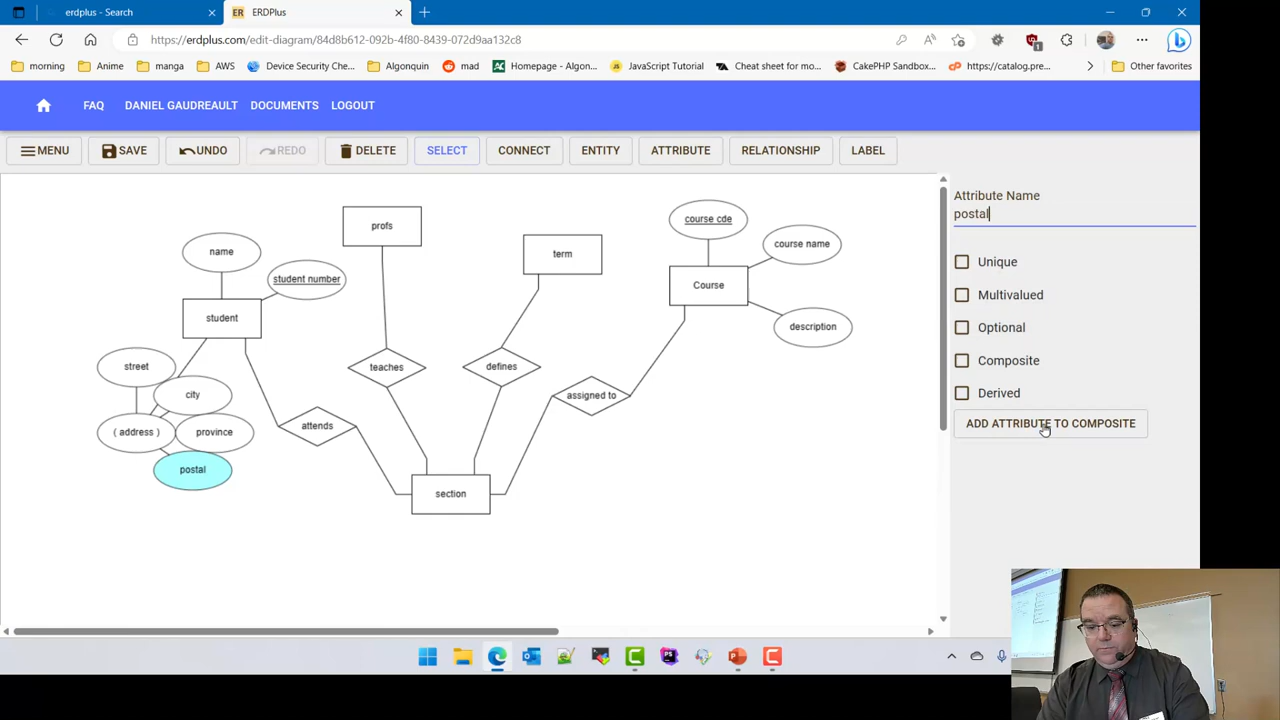 erdplus - Search
ER
ERDPlus
https://erdplus.com/edit-diagram/84d8b612-092b-4f80-8439-072d9aa132c8
1
morning
Anime
manga
AWS
Device Security Che...
Algonquin
mad
Homepage - Algon...
JavaScript Tutorial
Cheat sheet for mo...
CakePHP Sandbox...
https://catalog.pre...
Other favorites
FAQ
DANIEL GAUDREAULT
DOCUMENTS
LOGOUT
MENU
SAVE
UNDO
REDO
DELETE
SELECT
CONNECT
ENTITY
ATTRIBUTE
RELATIONSHIP
LABEL
Attribute Name
postal
Unique
Multivalued
Optional
Composite
Derived
ADD ATTRIBUTE TO COMPOSITE
profs
course cde
name
term
course name
student number
Course
student
description
street
teaches
defines
city
assigned to
( address )
province
attends
postal
section